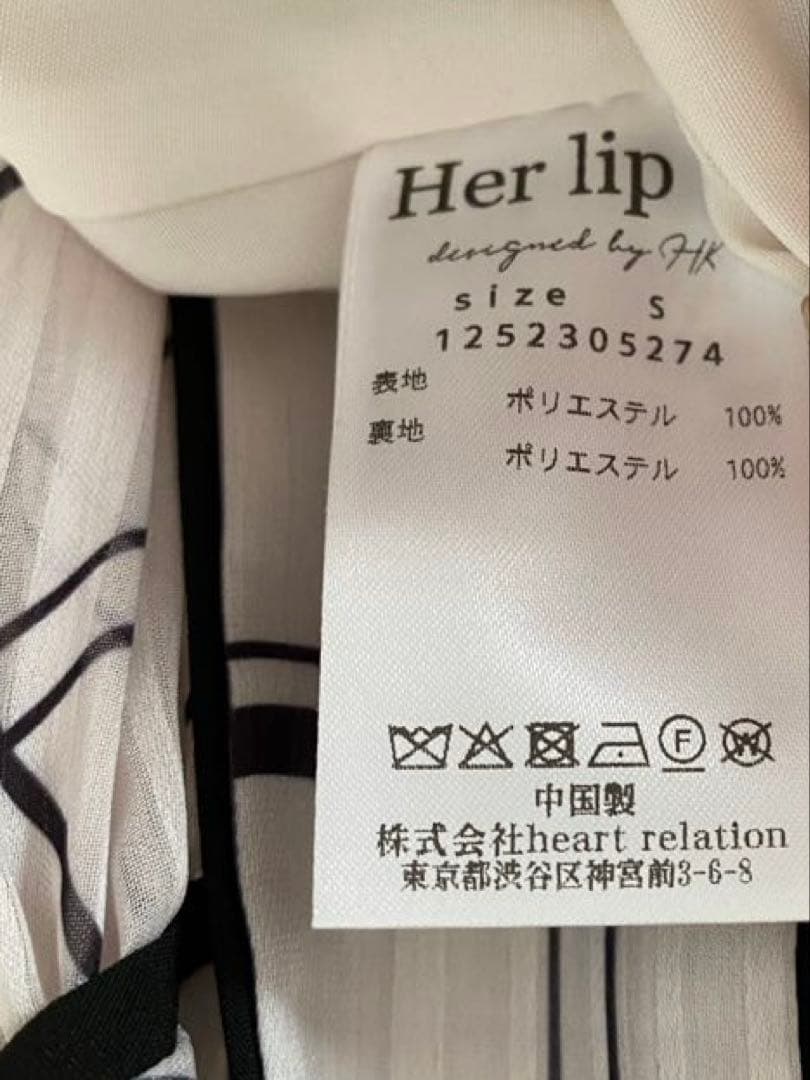 Her lip
designed by HK
size S
1252305274
表地 ポリエステル 100%
裏地 ポリエステル 100%
F W
中国製
株式会社heart relation
東京都渋谷区神宮前3-6-8